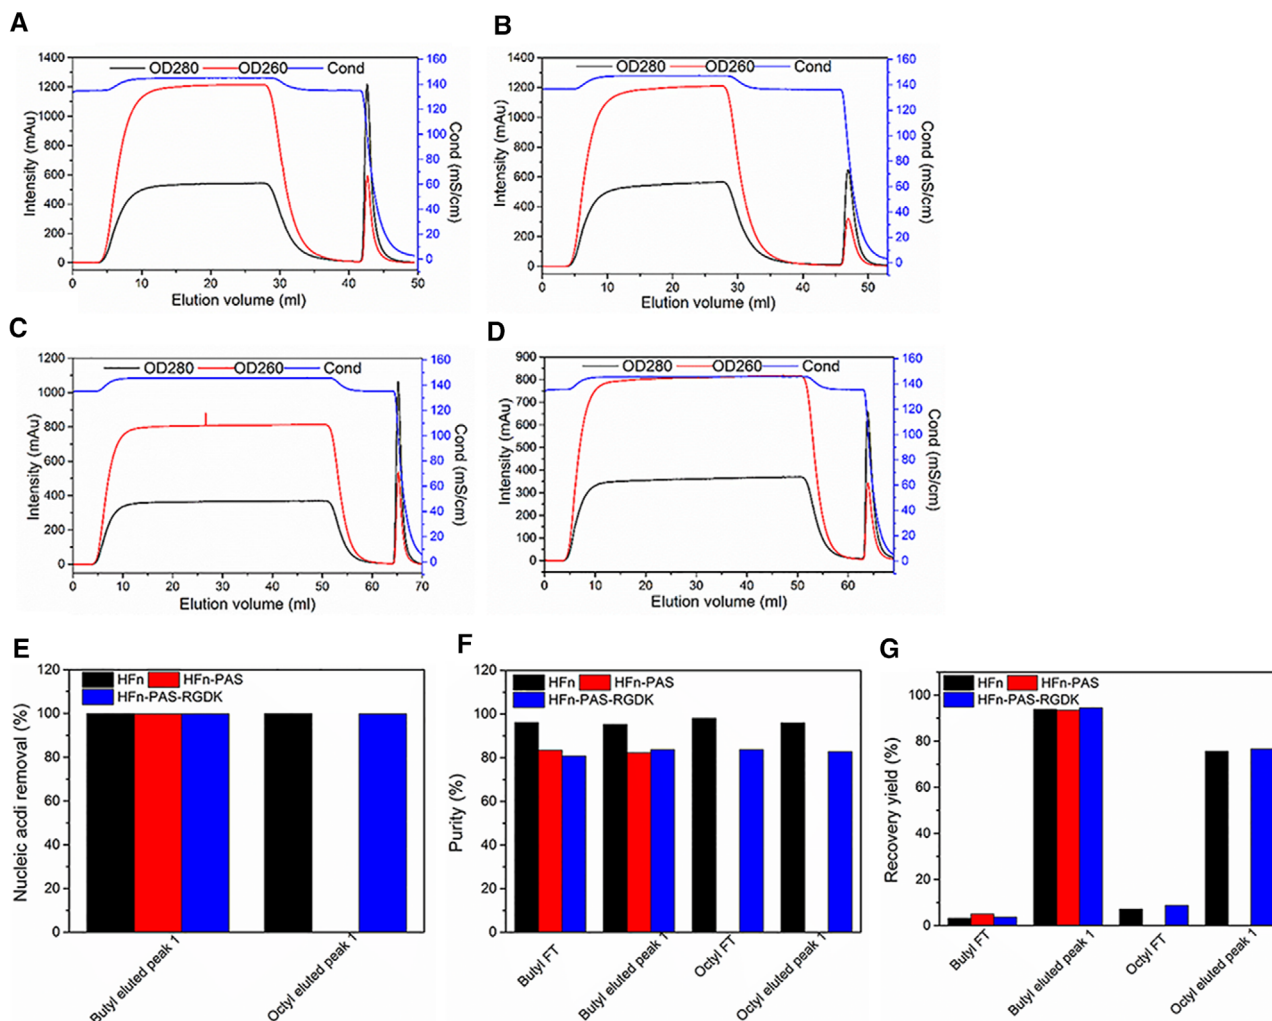 A
OD280 OD260 Cond
1400
1200
1000
800
600
400
200
0
160
140
120
100
80
60
40
20
0
Intensity (mAu)
Cond (mS/cm)
0 10 20 30 40 50
Elution volume (ml)
B
OD280 OD260 Cond
1400
1200
1000
800
600
400
200
0
160
140
120
100
80
60
40
20
0
Intensity (mAu)
Cond (mS/cm)
0 10 20 30 40 50
Elution volume (ml)
C
OD280 OD260 Cond
1200
1000
800
600
400
200
0
160
140
120
100
80
60
40
20
0
Intensity (mAu)
Cond (mS/cm)
0 10 20 30 40 50 60 70
Elution volume (ml)
D
OD280 OD260 Cond
900
800
700
600
500
400
300
200
100
0
160
140
120
100
80
60
40
20
0
Intensity (mAu)
Cond (mS/cm)
0 10 20 30 40 50 60
Elution volume (ml)
E
HFn HFn-PAS
HFn-PAS-RGDK
120
100
80
60
40
20
0
Nucleic acdi removal (%)
Butyl eluted peak 1
Octyl eluted peak 1
F
HFn HFn-PAS
HFn-PAS-RGDK
120
100
80
60
40
20
0
Purity (%)
Butyl FT
Butyl eluted peak 1
Octyl FT
Octyl eluted peak 1
G
HFn HFn-PAS
HFn-PAS-RGDK
100
80
60
40
20
0
Recovery yield (%)
Butyl FT
Butyl eluted peak 1
Octyl FT
Octyl eluted peak 1